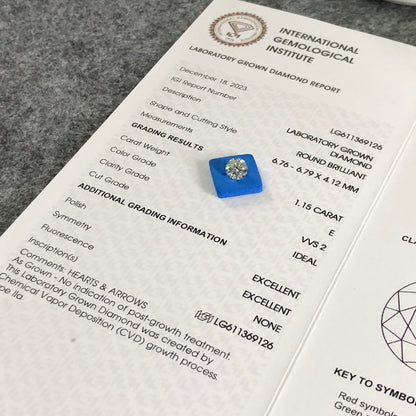 INTERNATIONAL
GEMOLOGICAL
INSTITUTE
LABORATORY GROWN DIAMOND REPORT
December 18, 2023
IGI Report Number LG611369126
Description LABORATORY GROWN
DIAMOND
Shape and Cutting Style ROUND BRILLIANT
Measurements 6.76 - 6.79 X 4.12 MM
GRADING RESULTS
Carat Weight 1.15 CARAT
Color Grade E
Clarity Grade VVS 2
Cut Grade IDEAL
ADDITIONAL GRADING INFORMATION
Polish EXCELLENT
Symmetry EXCELLENT
Fluorescence NONE
Inscription(s) LG611369126
Comments: HEARTS & ARROWS
As Grown - No indication of post-growth treatment.
This Laboratory Grown Diamond was created by
Chemical Vapor Deposition (CVD) growth process.
pe IIa
CL
KEY TO SYMBO
Red symbols
Green s